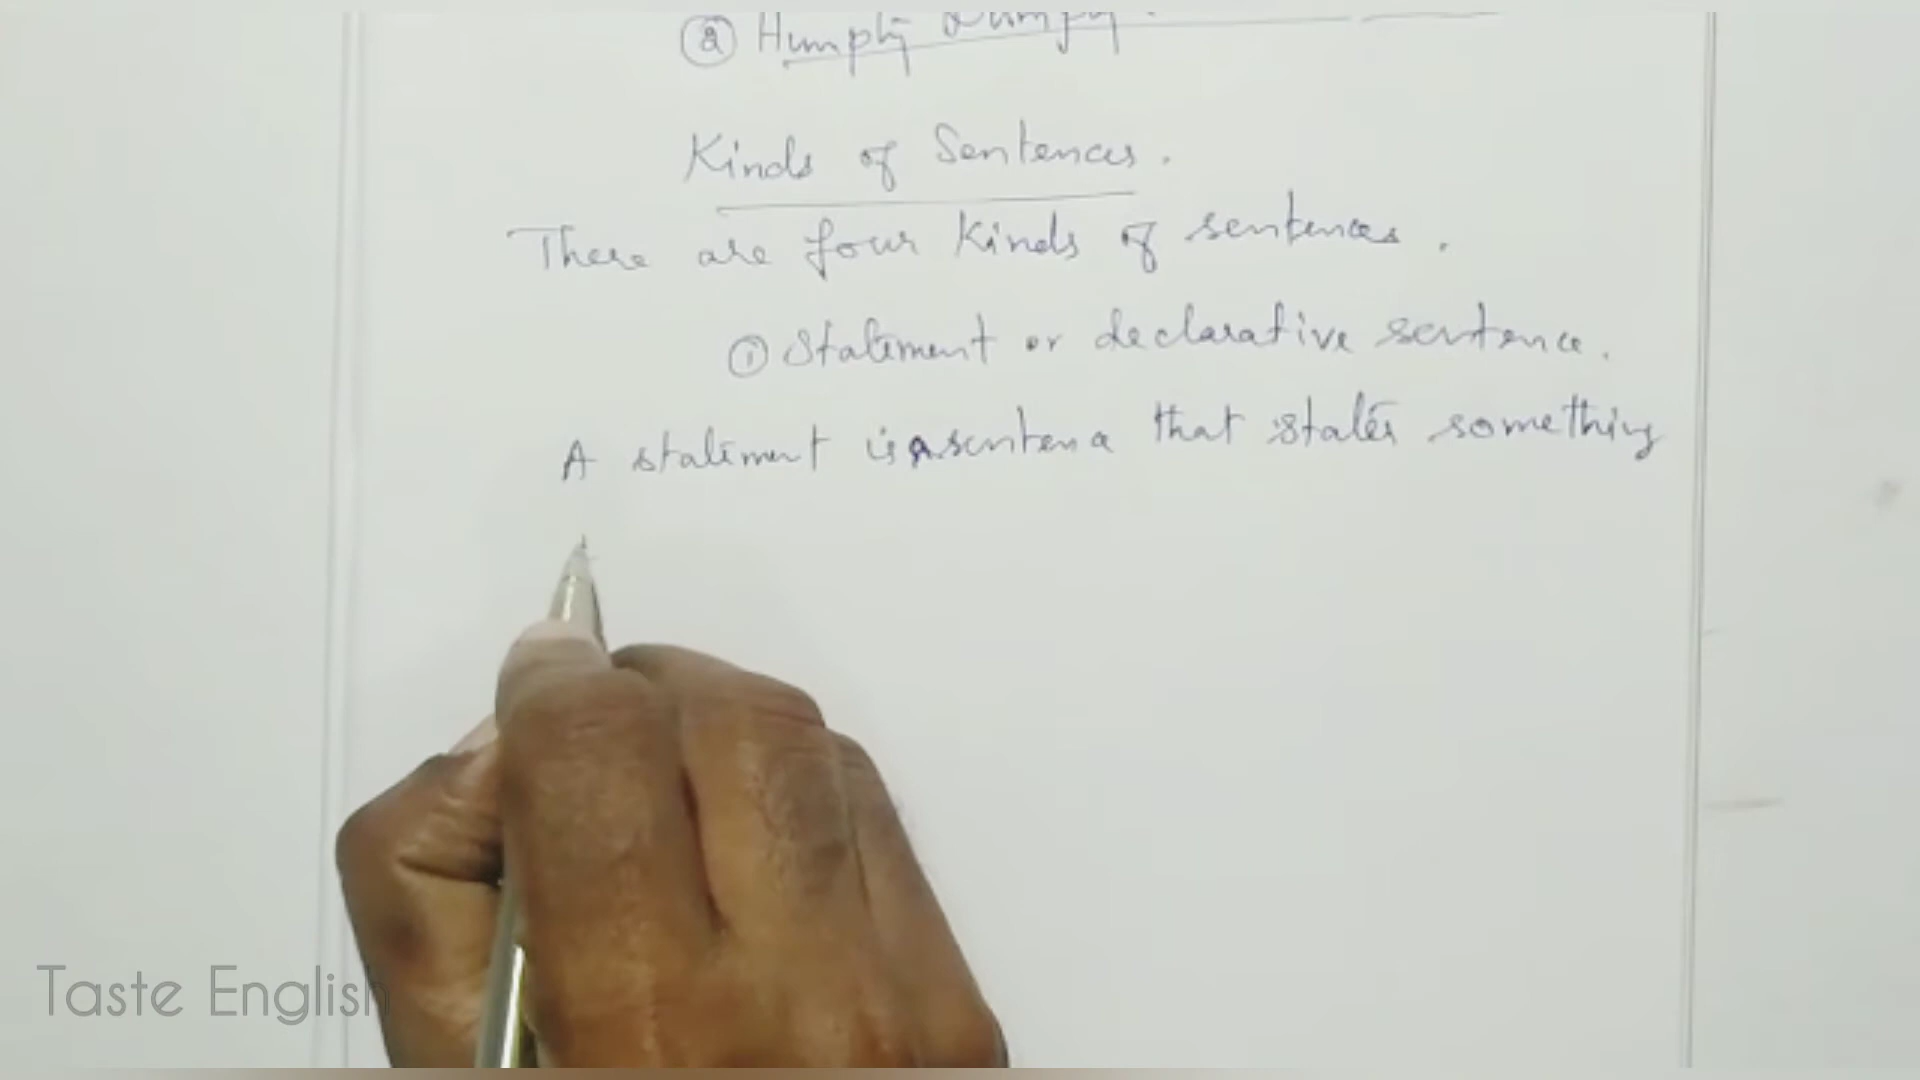 ② Humpty Dumpty.
Kinds of Sentences.
There are four kinds of sentences.
① Statement or declarative sentence.
A statement is a sentence that states something
Taste English